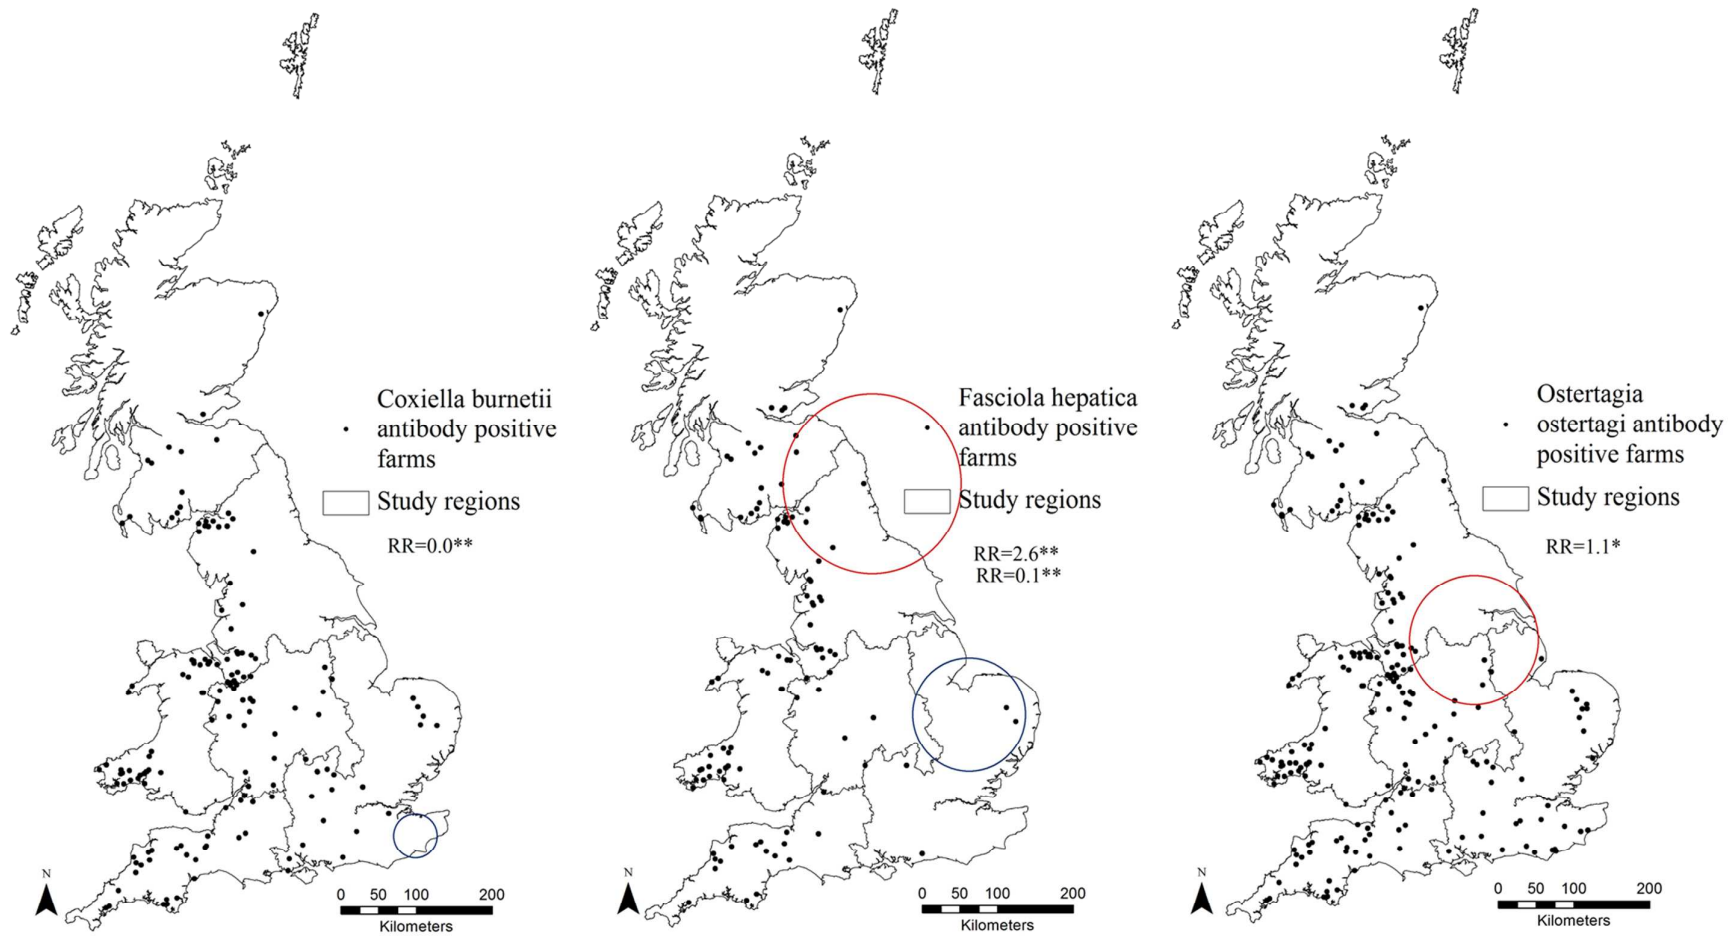 Coxiella burnetii
antibody positive
farms
Study regions
RR=0.0**
N
0 50 100 200
Kilometers
Fasciola hepatica
antibody positive
farms
Study regions
RR=2.6**
RR=0.1**
N
0 50 100 200
Kilometers
Ostertagia
ostertagi antibody
positive farms
Study regions
RR=1.1*
N
0 50 100 200
Kilometers